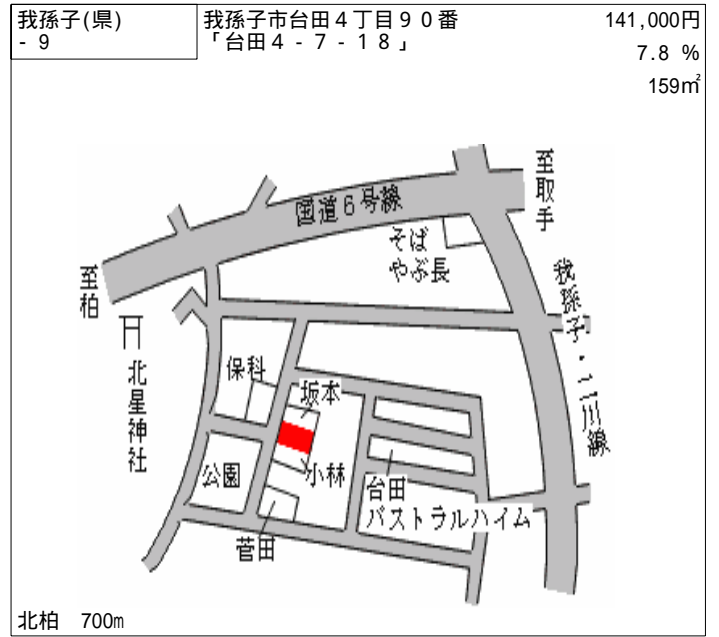 我孫子(県)
- 9
我孫子市台田４丁目９０番
「台田４－７－１８」
141,000円
7.8 %
159㎡
至取手
国道６号線
そば
やぶ長
至柏
我孫子・二川線
北星神社
保科
坂本
公園
小林
台田
パストラルハイム
菅田
北柏 700m